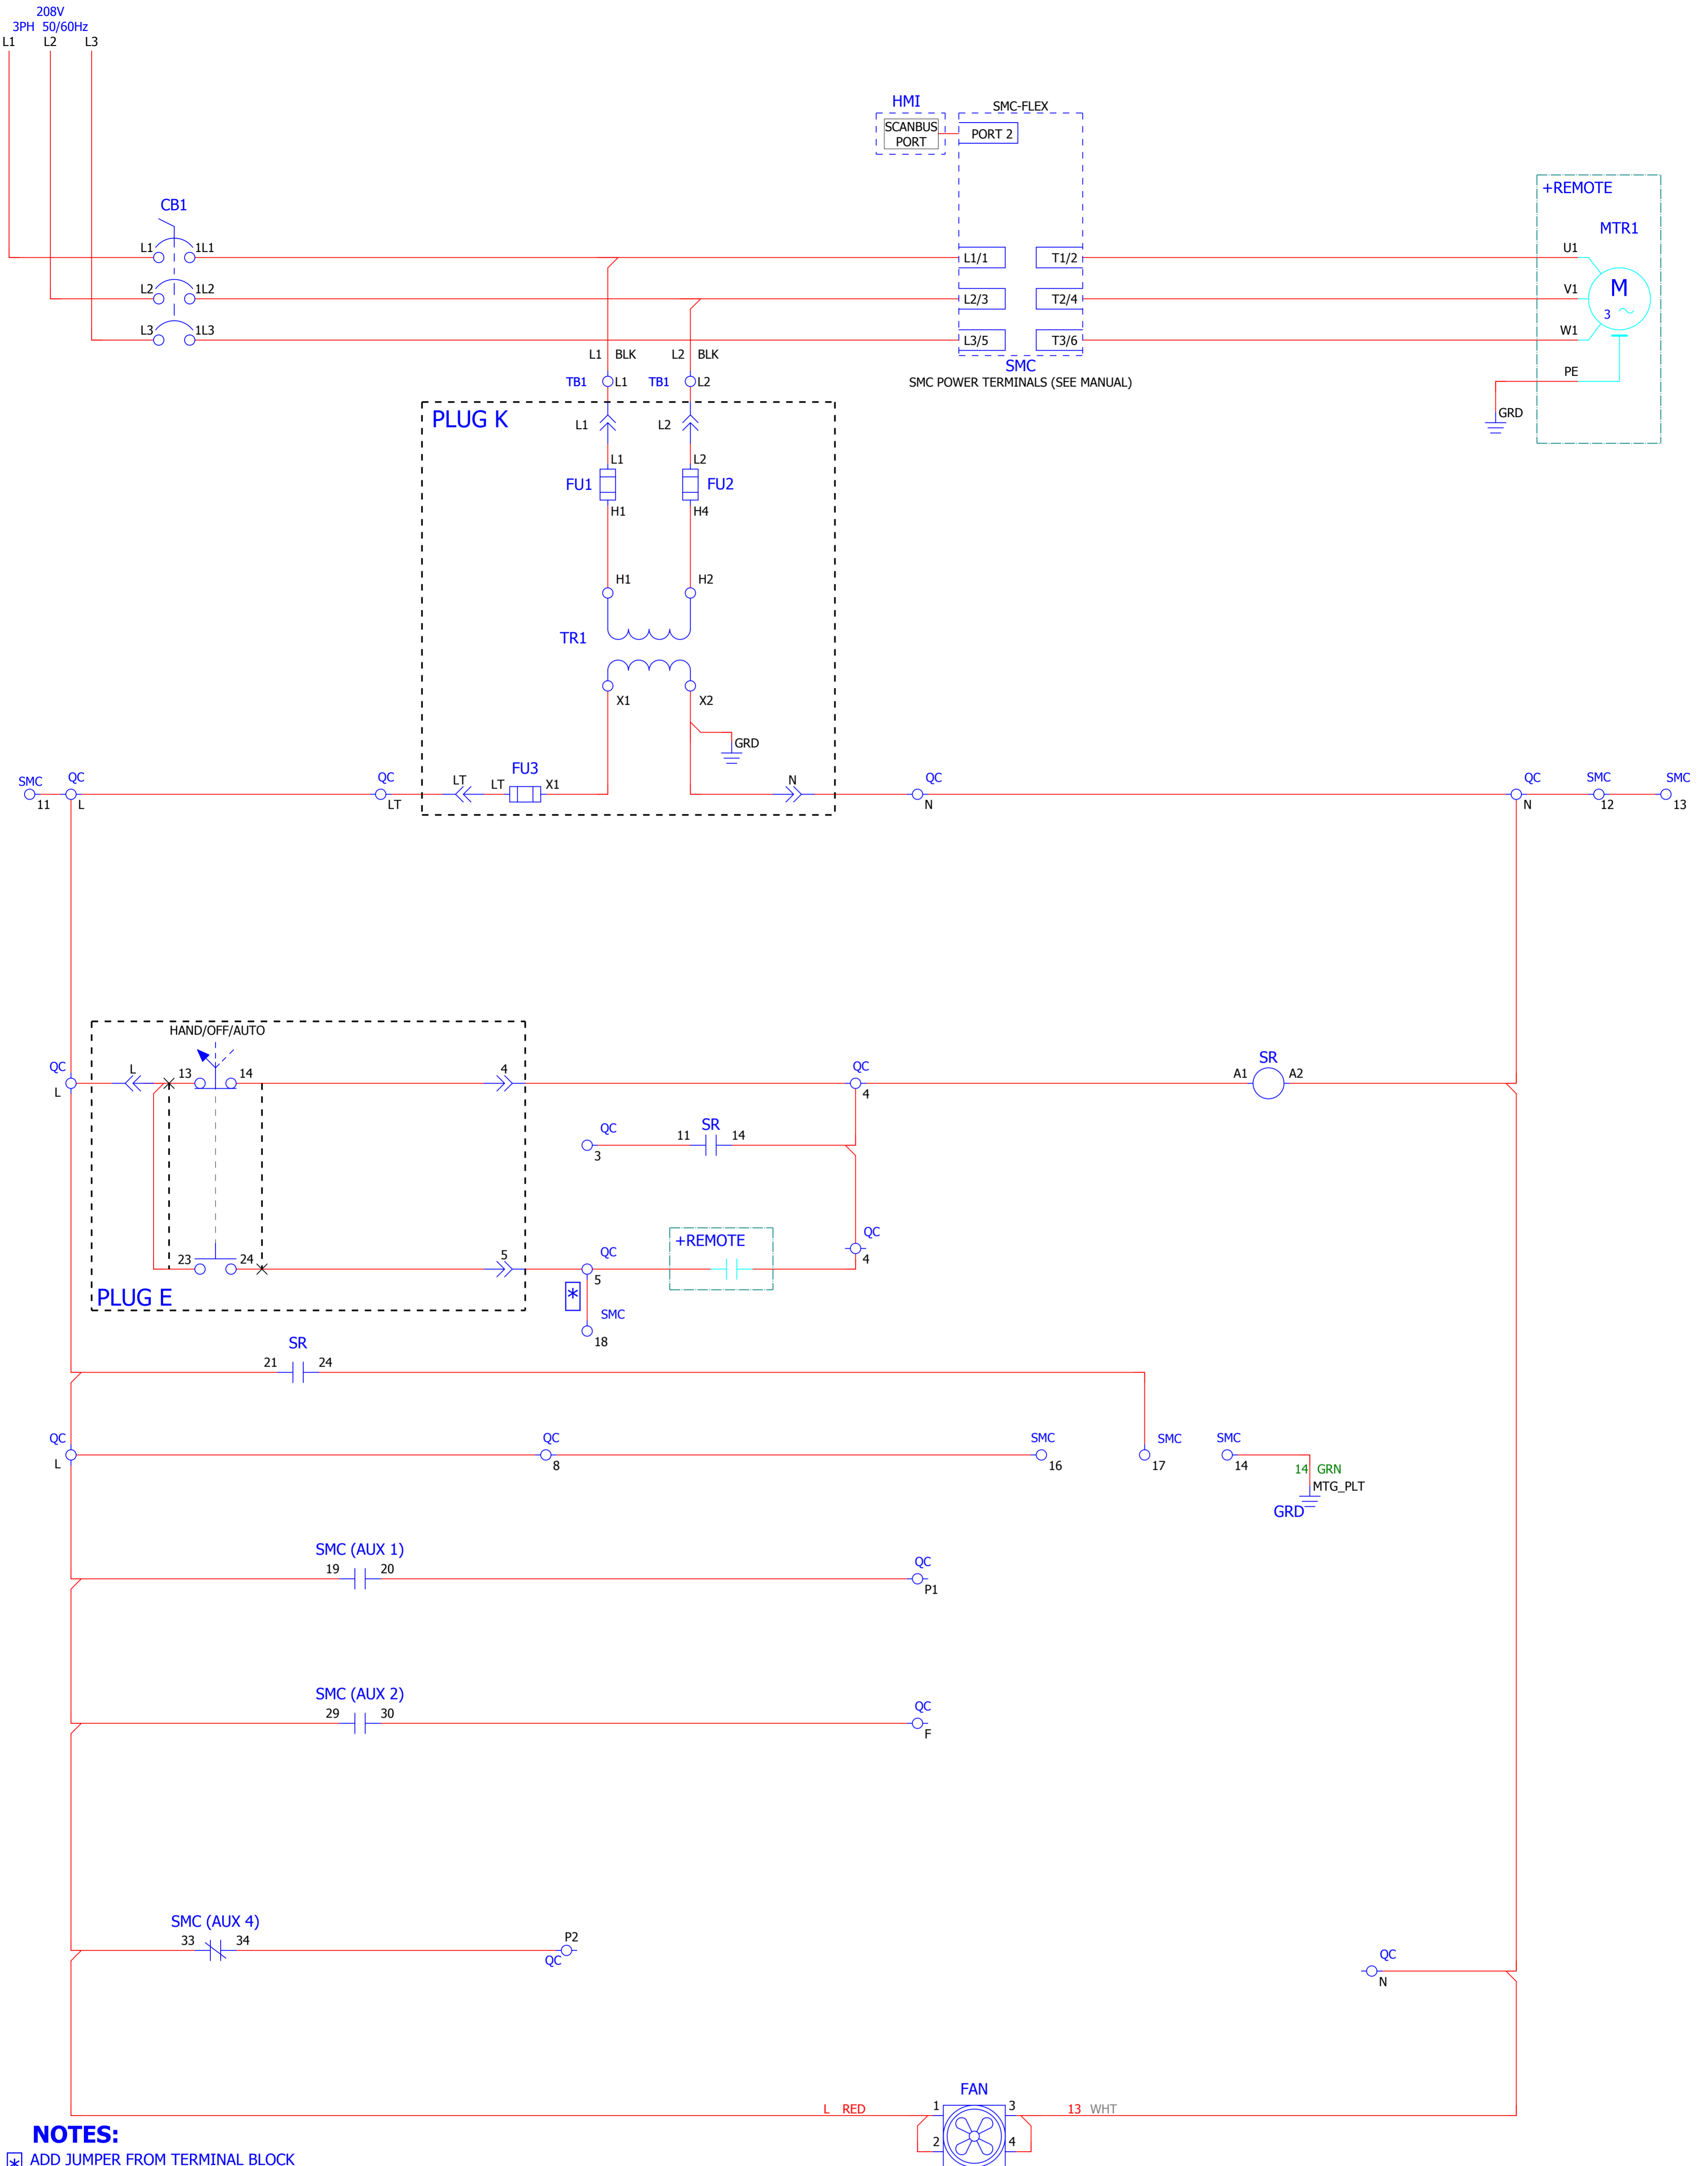 208V
3PH 50/60Hz
L1 L2 L3
HMI
SMC-FLEX
SCANBUS
PORT
PORT 2
+REMOTE
CB1
MTR1
L1 1L1
L1/1 T1/2
U1
L2 1L2
L2/3 T2/4
V1
M
3
L3 1L3
L3/5 T3/6
W1
L1 BLK L2 BLK
SMC
SMC POWER TERMINALS (SEE MANUAL)
PE
TB1 L1 TB1 L2
GRD
PLUG K
L1 L2
L1 L2
FU1 FU2
H1 H4
H1 H2
TR1
X1 X2
GRD
SMC QC QC
LT LT FU3 X1
N
QC QC SMC SMC
11 L LT
N N 12 13
HAND/OFF/AUTO
QC L 13 14 4
QC
SR
A1 A2
L 4
QC SR
11 14
3
+REMOTE
QC
4
23 24 5 QC
5
PLUG E
*
SMC
18
SR
21 24
QC QC SMC SMC SMC
L 8 16 17 14
14 GRN
MTG_PLT
GRD
SMC (AUX 1)
19 20
QC
P1
SMC (AUX 2)
29 30
QC
F
SMC (AUX 4)
33 34
P2
QC
QC
N
FAN
L RED 1 3 13 WHT
2 4
NOTES:
* ADD JUMPER FROM TERMINAL BLOCK